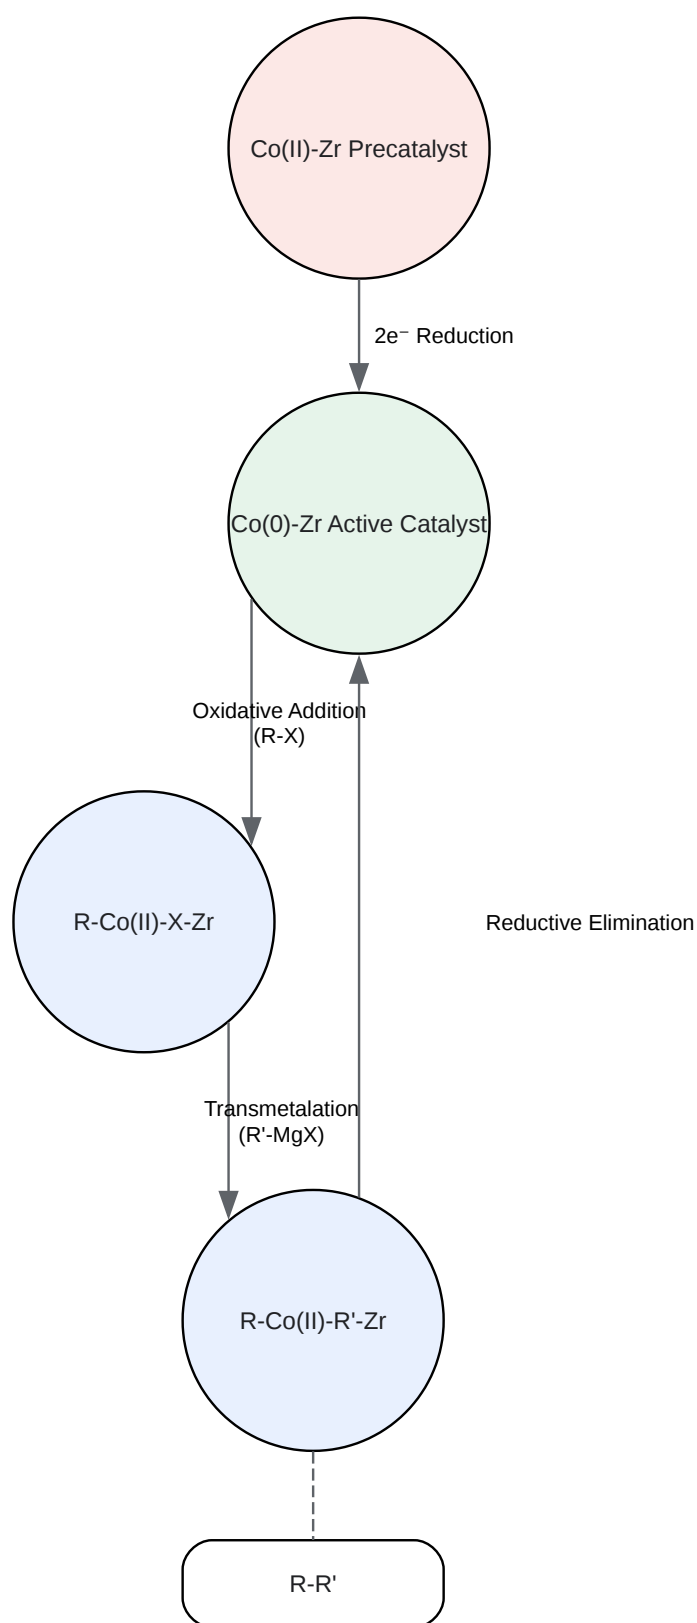 Co(II)-Zr Precatalyst
2e⁻ Reduction
Co(0)-Zr Active Catalyst
Oxidative Addition
(R-X)
R-Co(II)-X-Zr
Reductive Elimination
Transmetalation
(R'-MgX)
R-Co(II)-R'-Zr
R-R'